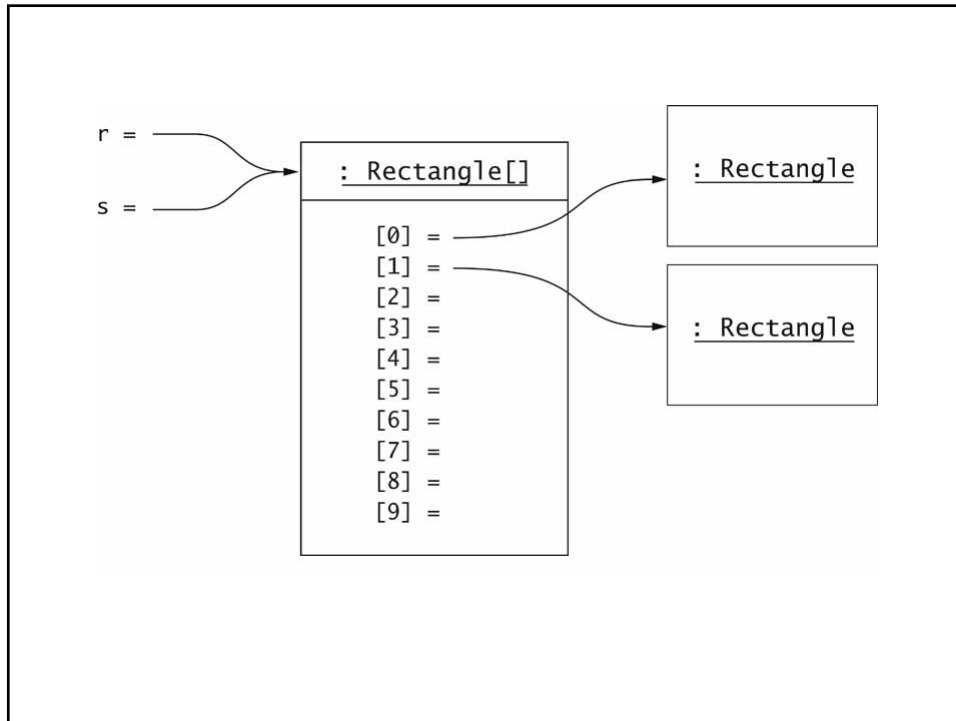 r =
s =
: Rectangle[]
[0] =
[1] =
[2] =
[3] =
[4] =
[5] =
[6] =
[7] =
[8] =
[9] =
: Rectangle
: Rectangle